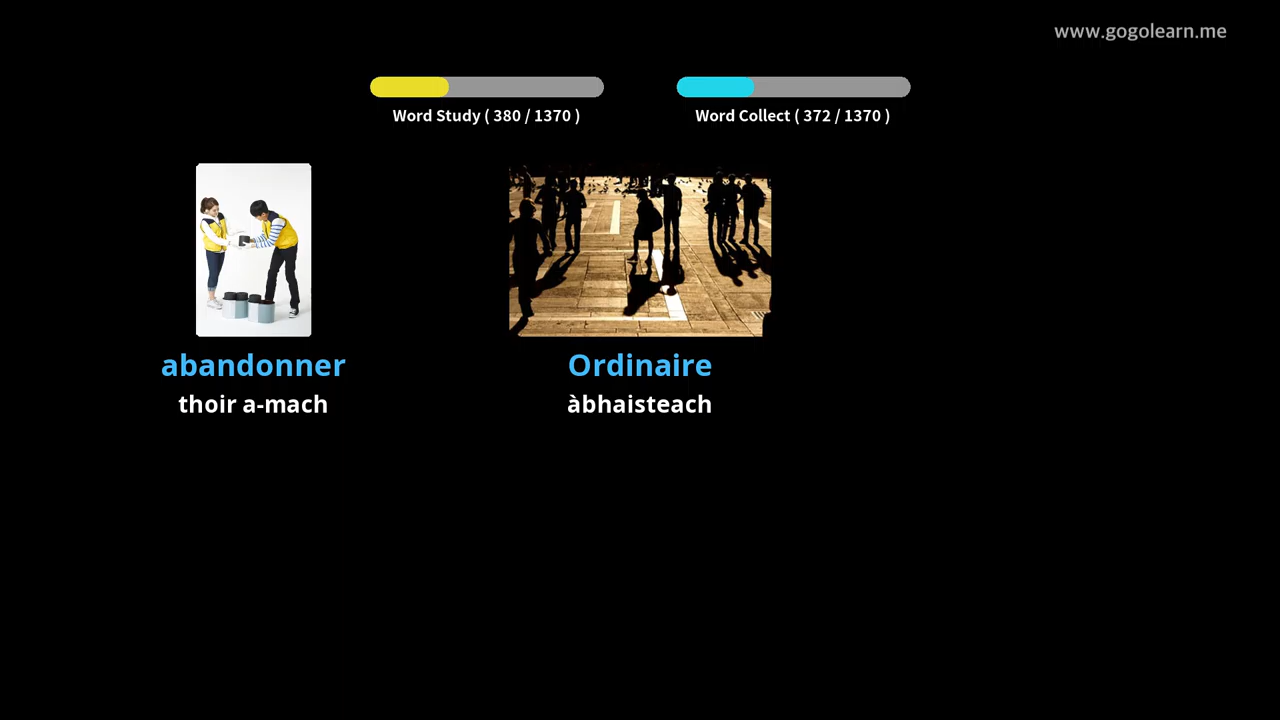 www.gogolearn.me
Word Study ( 380 / 1370 )
Word Collect ( 372 / 1370 )
abandonner
thoir a-mach
Ordinaire
àbhaisteach